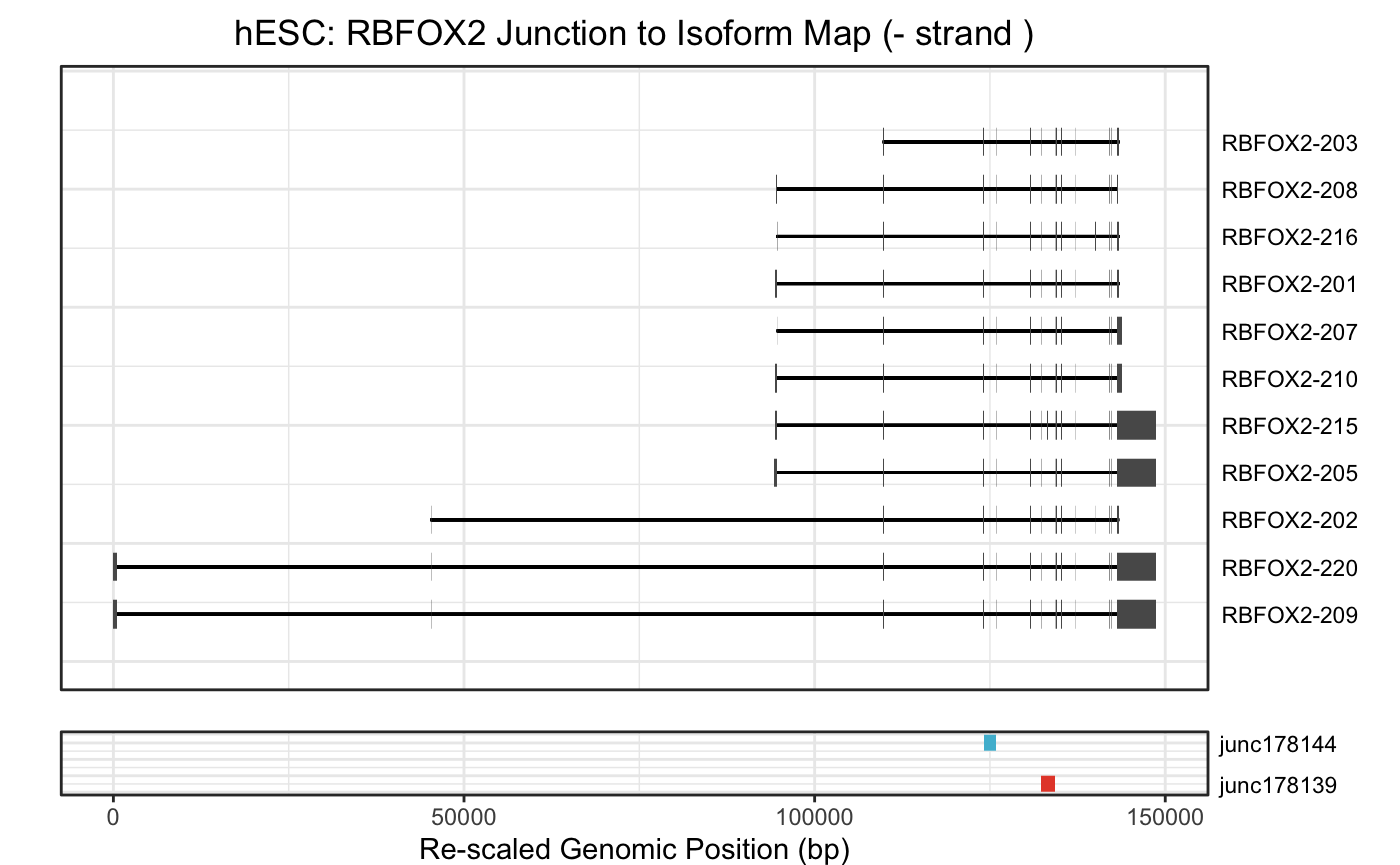 hESC: RBFOX2 Junction to Isoform Map (- strand )
RBFOX2-203
RBFOX2-208
RBFOX2-216
RBFOX2-201
RBFOX2-207
RBFOX2-210
RBFOX2-215
RBFOX2-205
RBFOX2-202
RBFOX2-220
RBFOX2-209
junc178144
junc178139
0 50000 100000 150000
Re-scaled Genomic Position (bp)